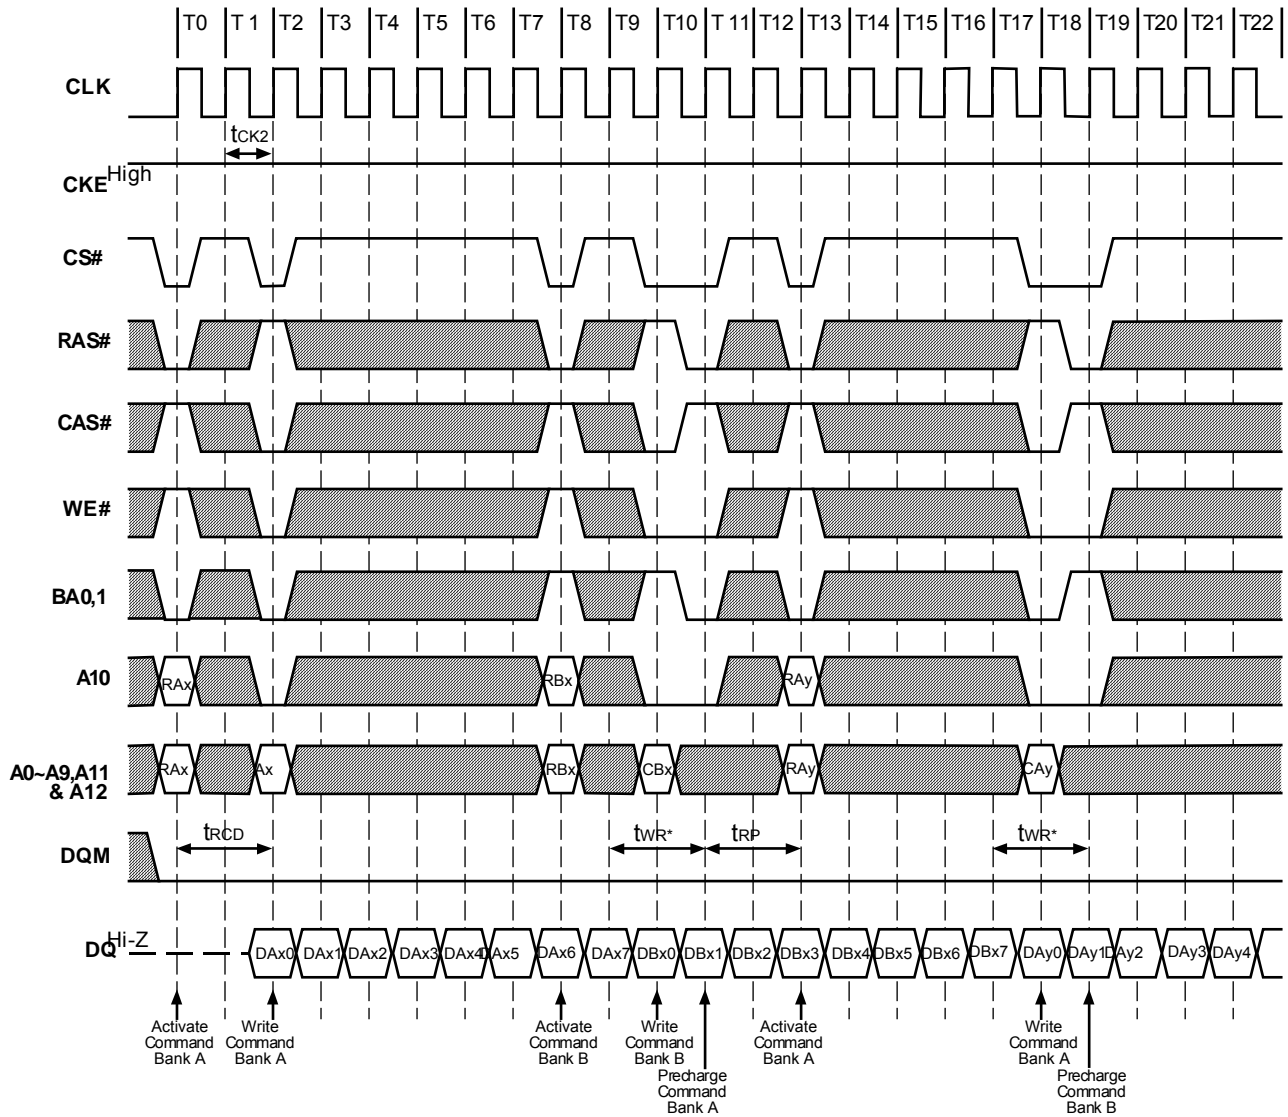 T0 T 1 T2 T3 T4 T5 T6 T7 T8 T9 T10 T 11 T12 T13 T14 T15 T16 T17 T18 T19 T20 T21 T22
CLK
tCK2
CKE High
CS#
RAS#
CAS#
WE#
BA0,1
A10
RAx RBx RAy
A0~A9,A11
& A12
RAx Ax RBx CBx RAy CAy
tRCD tWR* tRP tWR*
DQM
DQ Hi-Z
DAx0 DAx1 DAx2 DAx3 DAx4 DAx5 DAx6 DAx7 DBx0 DBx1 DBx2 DBx3 DBx4 DBx5 DBx6 DBx7 DAy0 DAy1 DAy2 DAy3 DAy4
Activate
Command
Bank A
Write
Command
Bank A
Activate
Command
Bank B
Write
Command
Bank B
Precharge
Command
Bank A
Activate
Command
Bank A
Write
Command
Bank A
Precharge
Command
Bank B